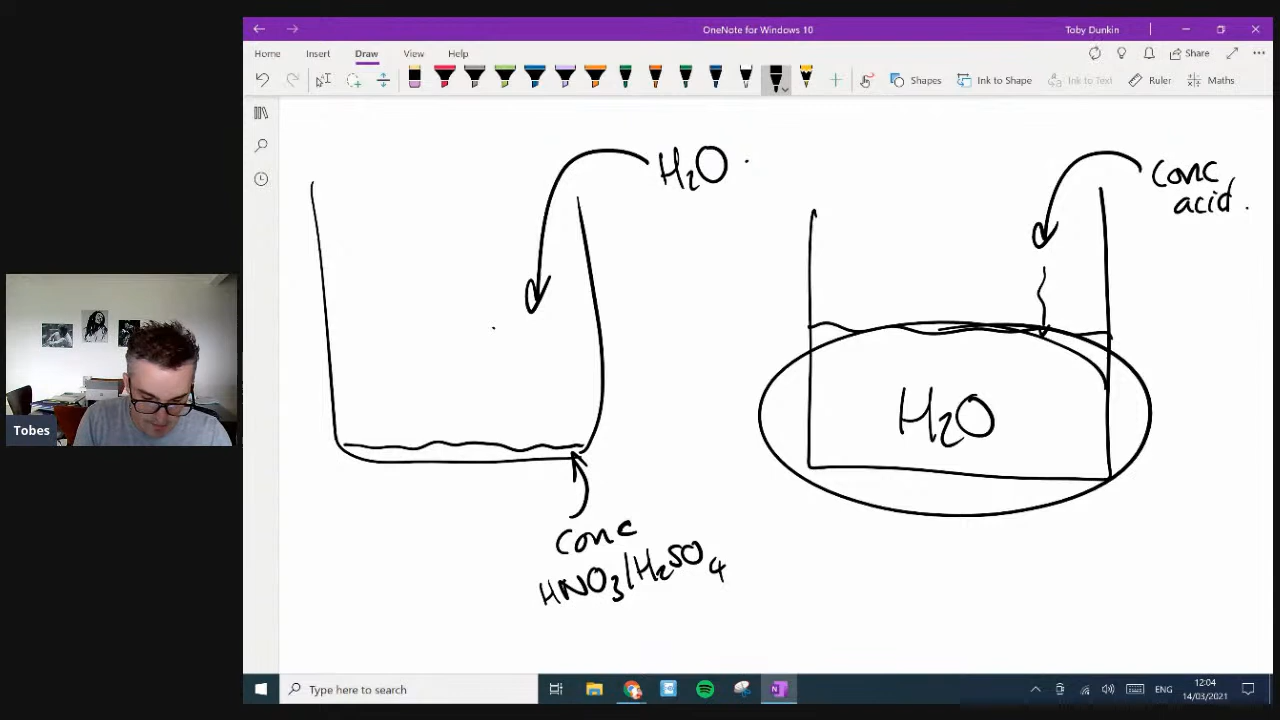 OneNote for Windows 10
Toby Dunkin
Home Insert Draw View Help
Share
Shapes
Ink to Shape
Ink to Text
Ruler
Maths
H₂O
Conc
acid.
H₂O
Conc
HNO₃/H₂SO₄
Tobes
Type here to search
ENG
12:04
14/03/2021